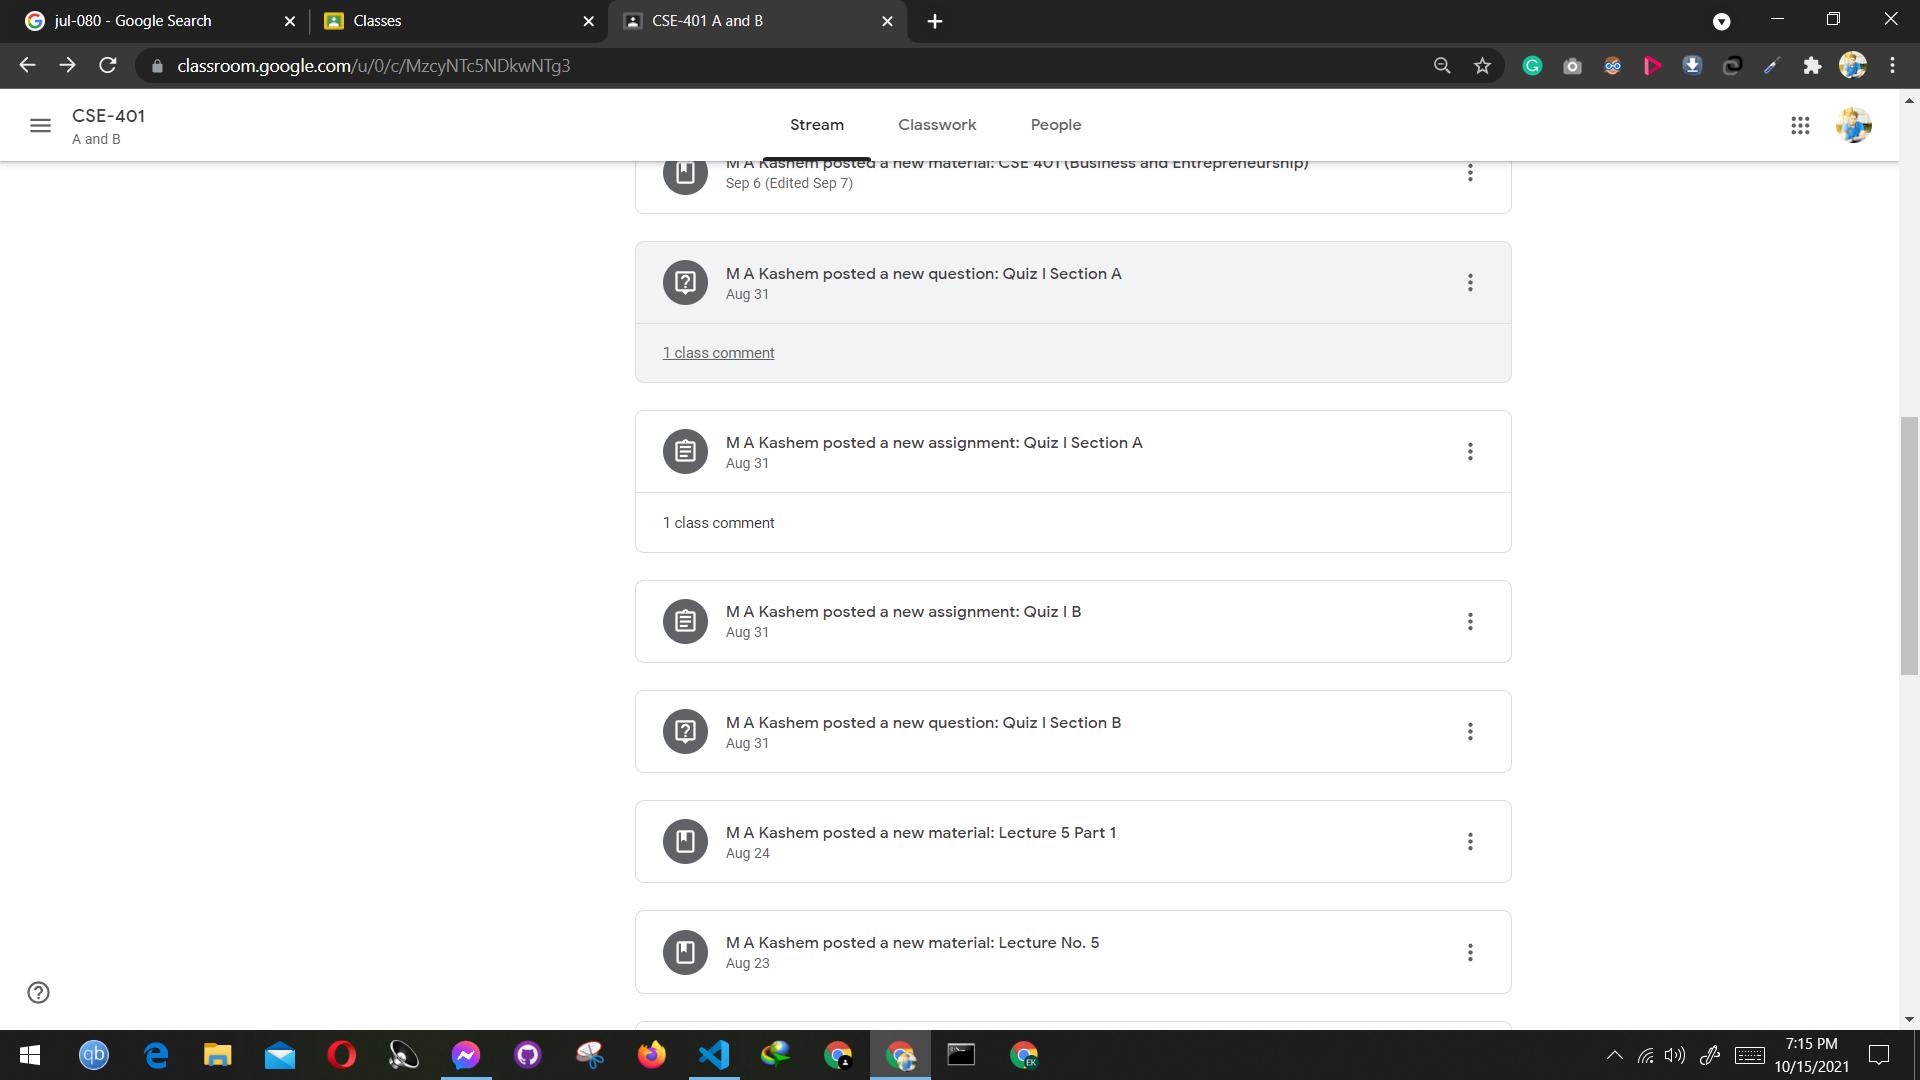 jul-080 - Google Search
Classes
CSE-401 A and B
classroom.google.com/u/0/c/MzcyNTc5NDkwNTg3
CSE-401
A and B
Stream
Classwork
People
M A Kashem posted a new material: CSE 401 (Business and Entrepreneurship)
Sep 6 (Edited Sep 7)
M A Kashem posted a new question: Quiz I Section A
Aug 31
1 class comment
M A Kashem posted a new assignment: Quiz I Section A
Aug 31
1 class comment
M A Kashem posted a new assignment: Quiz I B
Aug 31
M A Kashem posted a new question: Quiz I Section B
Aug 31
M A Kashem posted a new material: Lecture 5 Part 1
Aug 24
M A Kashem posted a new material: Lecture No. 5
Aug 23
qb
EK
7:15 PM
10/15/2021